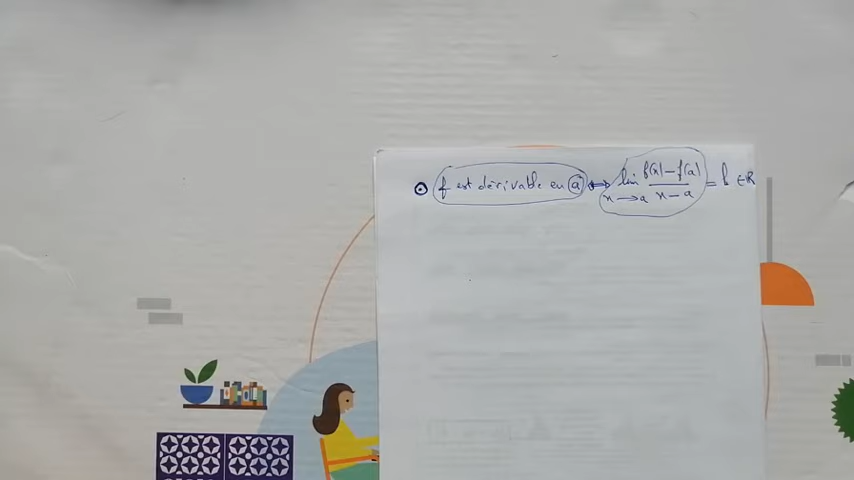 f est dérivable en a ⟺ lim x→a f(x)-f(a)/x-a = l ∈ ℝ